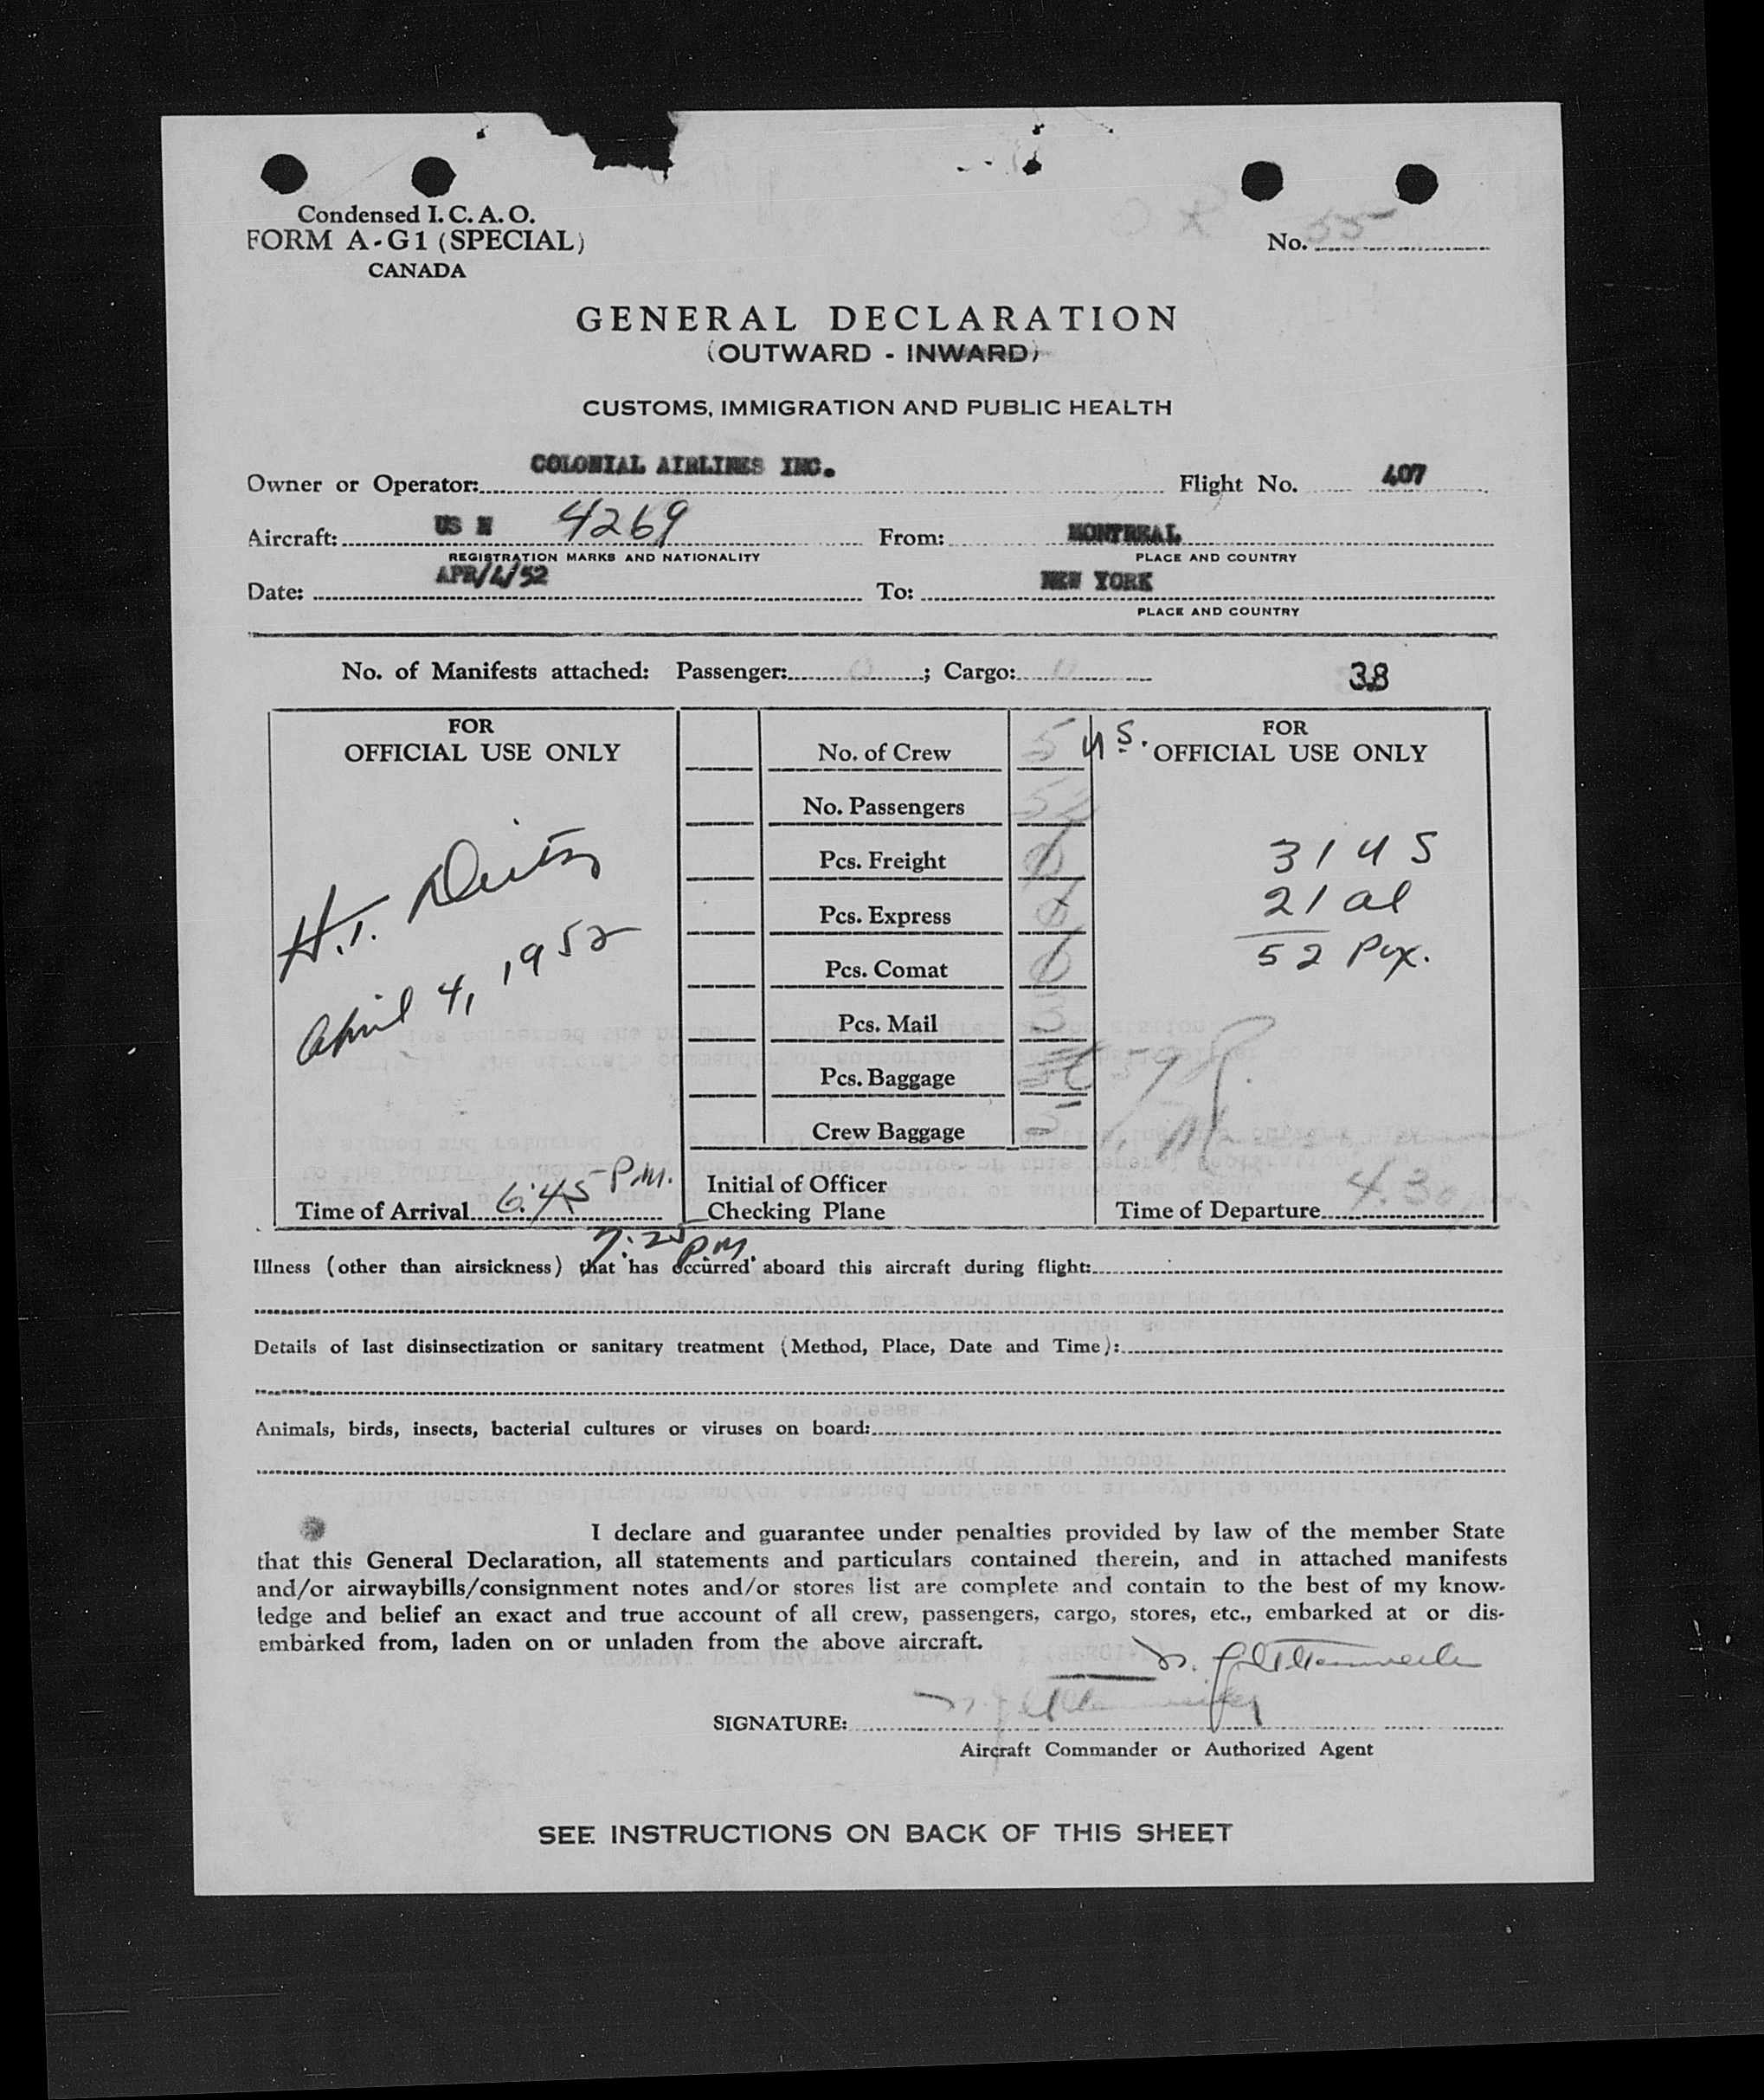 Condensed I. C. A. O.
FORM A-G1 (SPECIAL)
CANADA
No. 55
GENERAL DECLARATION
(OUTWARD - INWARD)
CUSTOMS, IMMIGRATION AND PUBLIC HEALTH
Owner or Operator: COLONIAL AIRLINES INC. Flight No. 407
Aircraft: US N 4269 From: MONTREAL
REGISTRATION MARKS AND NATIONALITY PLACE AND COUNTRY
Date: APR/4/52 To: NEW YORK
PLACE AND COUNTRY
No. of Manifests attached: Passenger: 0; Cargo: 38
FOR
OFFICIAL USE ONLY
H.T.
April 4, 1952
Time of Arrival 6:45 P.M.
7:25 P.M.
No. of Crew 5 U S.
No. Passengers 52
Pcs. Freight
Pcs. Express
Pcs. Comat
Pcs. Mail 3
Pcs. Baggage 59
Crew Baggage 5
Initial of Officer
Checking Plane
FOR
OFFICIAL USE ONLY
31 U S
21 al
52 Pax.
Time of Departure 4.30
Illness (other than airsickness) that has occurred aboard this aircraft during flight:
Details of last disinsectization or sanitary treatment (Method, Place, Date and Time):
Animals, birds, insects, bacterial cultures or viruses on board:
I declare and guarantee under penalties provided by law of the member State
that this General Declaration, all statements and particulars contained therein, and in attached manifests
and/or airwaybills/consignment notes and/or stores list are complete and contain to the best of my know-
ledge and belief an exact and true account of all crew, passengers, cargo, stores, etc., embarked at or dis-
embarked from, laden on or unladen from the above aircraft.
SIGNATURE:
Aircraft Commander or Authorized Agent
SEE INSTRUCTIONS ON BACK OF THIS SHEET